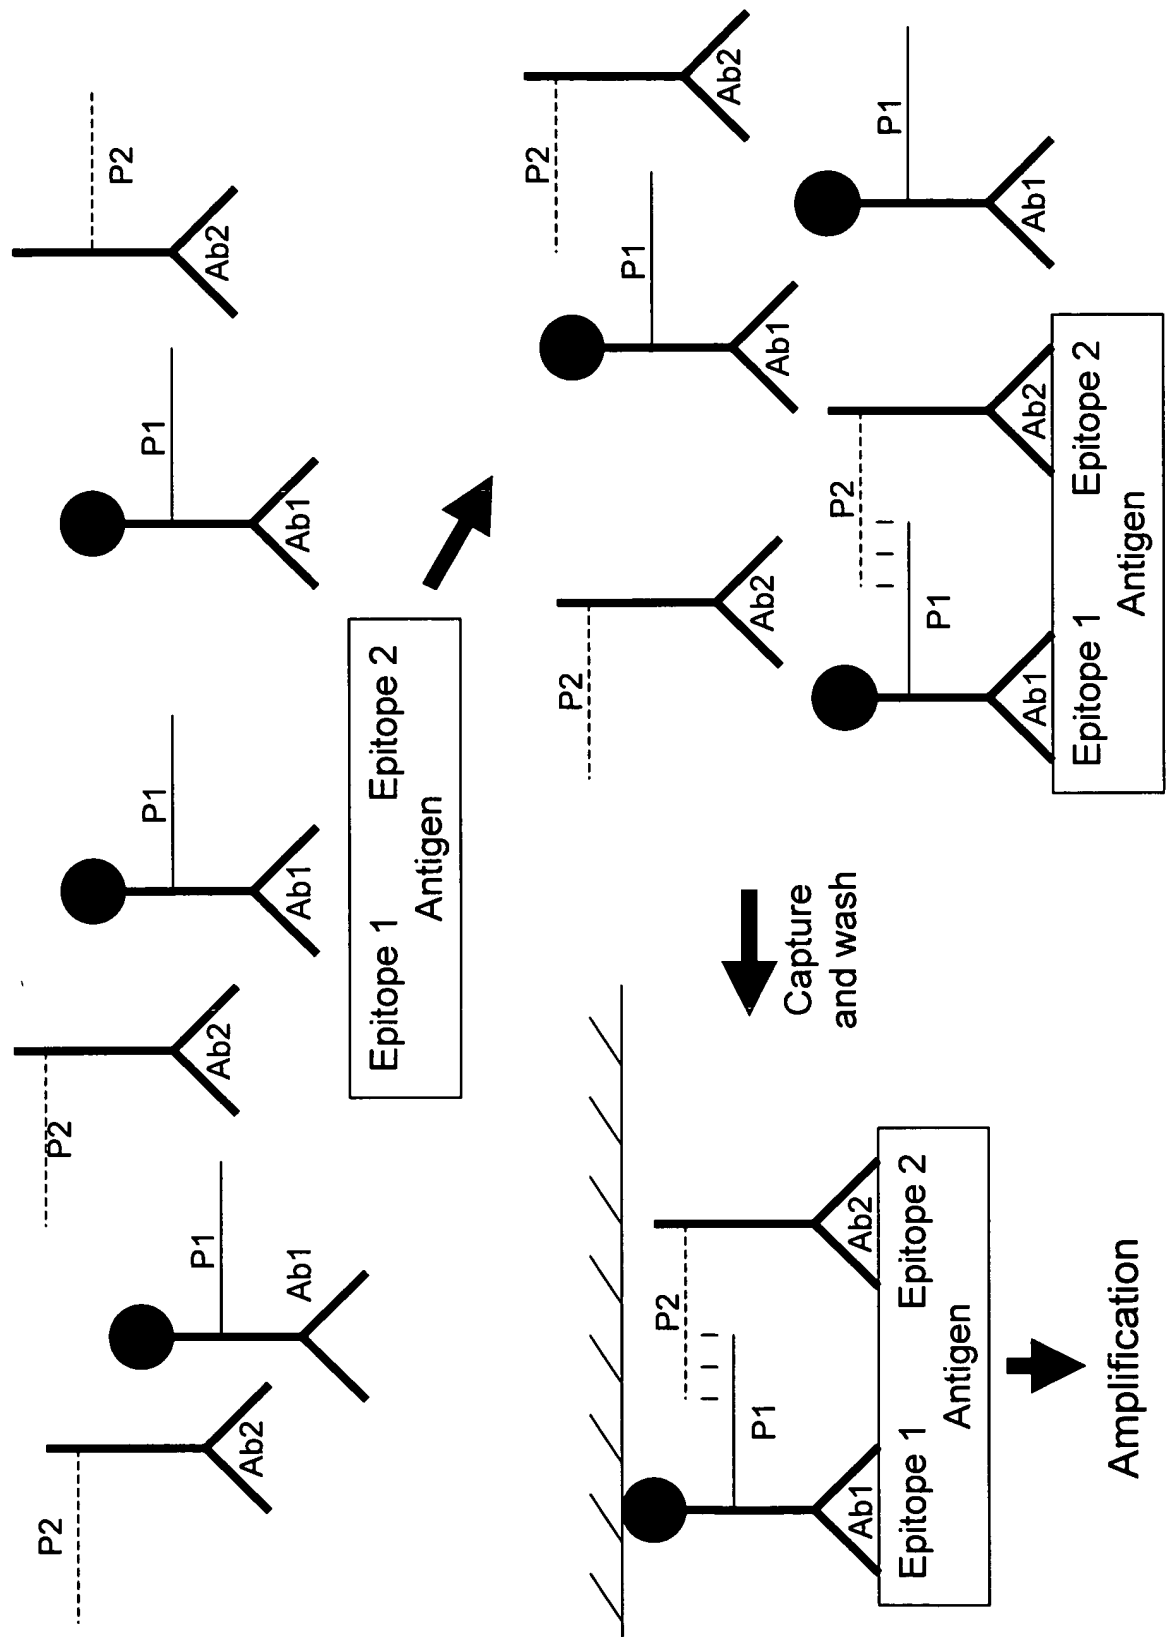 P2
Ab2
P1
Ab1
P2
Ab2
P1
Ab1
P1
Ab1
P2
Ab2
Epitope 1 Epitope 2
Antigen
P2
Ab2
P1
Ab1
P2
Ab2
P1
Ab1
P2
P1
Ab1 Ab2
Epitope 1 Epitope 2
Antigen
Capture
and wash
P2
P1
Ab1 Ab2
Epitope 1 Epitope 2
Antigen
Amplification